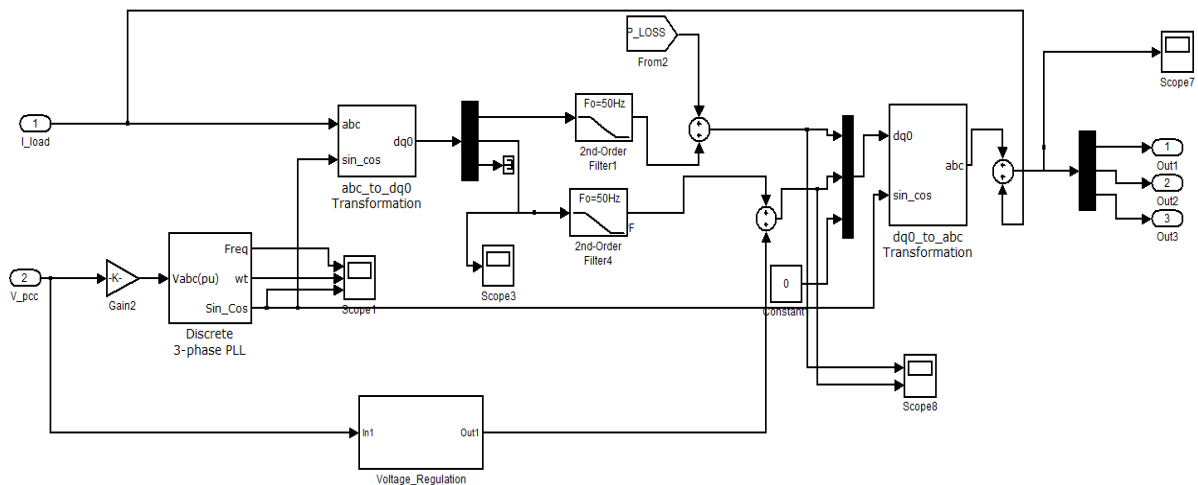 P_LOSS
From2
Scope7
1
I_load
abc
sin_cos
dq0
abc_to_dq0
Transformation
Fo=50Hz
2nd-Order
Filter1
+
+
dq0
sin_cos
abc
dq0_to_abc
Transformation
+
+
1
Out1
2
Out2
3
Out3
Fo=50Hz
F
2nd-Order
Filter4
+
+
Scope3
0
Constant
2
V_pcc
-K-
Gain2
Vabc(pu)
Freq
wt
Sin_Cos
Discrete
3-phase PLL
Scope1
Scope8
In1
Out1
Voltage_Regulation